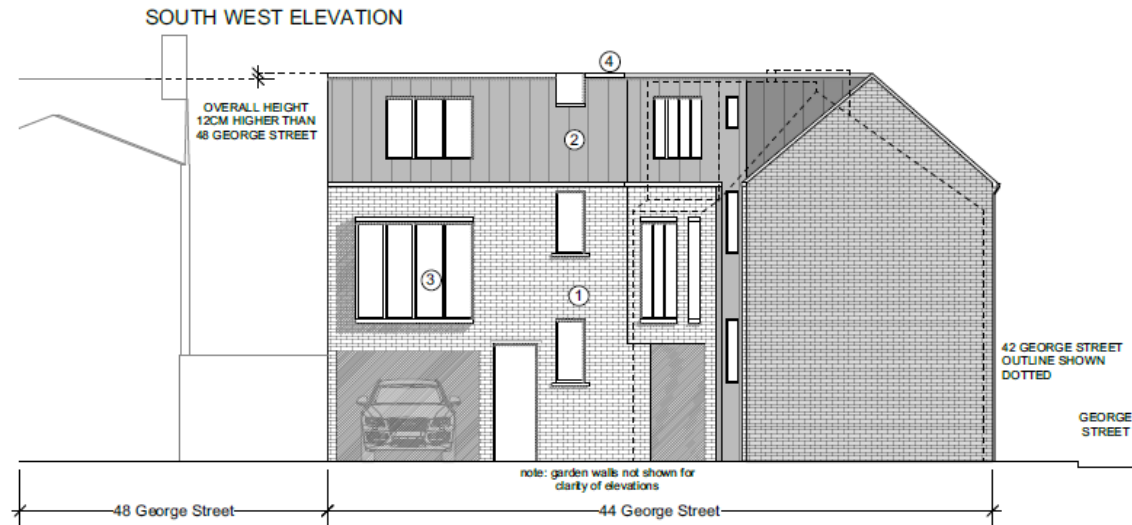 SOUTH WEST ELEVATION
4
OVERALL HEIGHT
12CM HIGHER THAN
48 GEORGE STREET
2
3
1
42 GEORGE STREET
OUTLINE SHOWN
DOTTED
GEORGE
STREET
note: garden walls not shown for
clarity of elevations
48 George Street
44 George Street